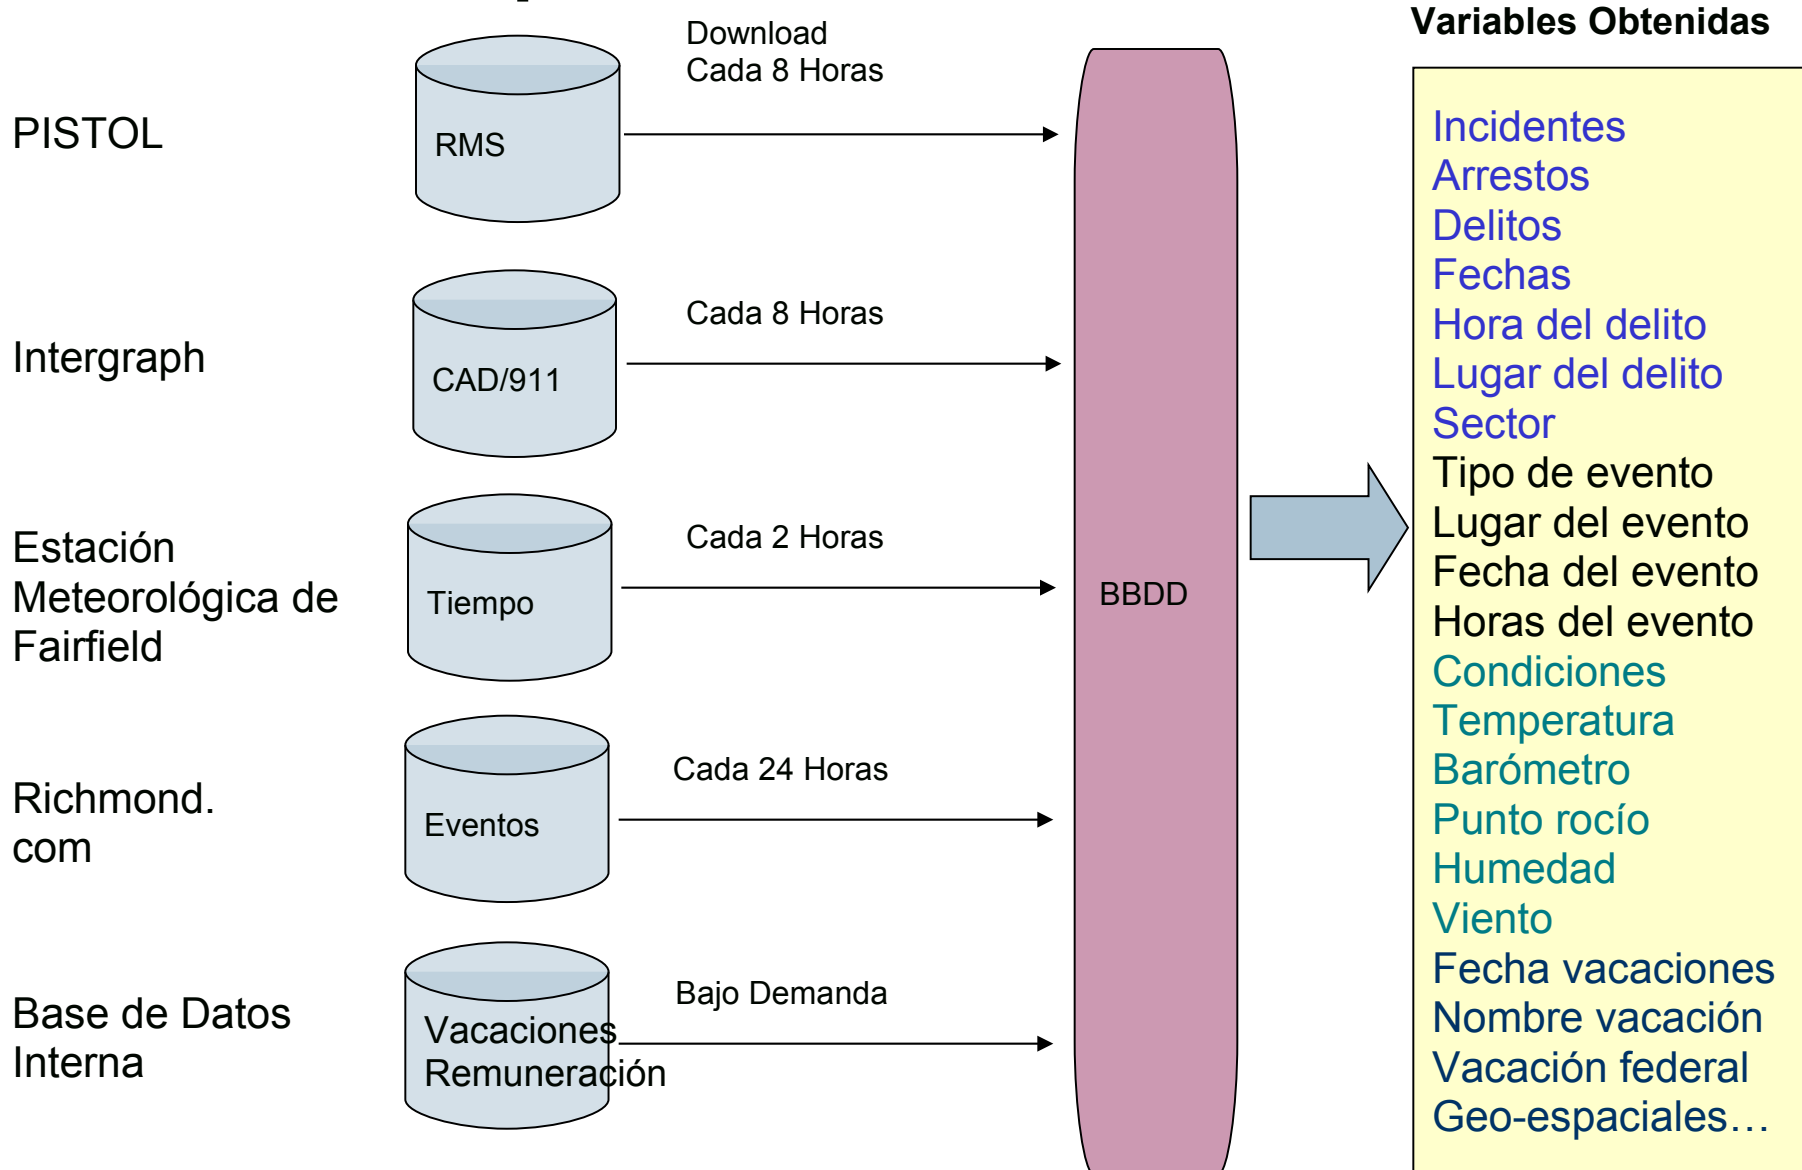 Variables Obtenidas
Download
Cada 8 Horas
PISTOL
RMS
Intergraph
CAD/911
Cada 8 Horas
Estación
Meteorológica de
Fairfield
Tiempo
Cada 2 Horas
Richmond.
com
Eventos
Cada 24 Horas
Base de Datos
Interna
Vacaciones
Remuneración
Bajo Demanda
BBDD
Incidentes
Arrestos
Delitos
Fechas
Hora del delito
Lugar del delito
Sector
Tipo de evento
Lugar del evento
Fecha del evento
Horas del evento
Condiciones
Temperatura
Barómetro
Punto rocío
Humedad
Viento
Fecha vacaciones
Nombre vacación
Vacación federal
Geo-espaciales…